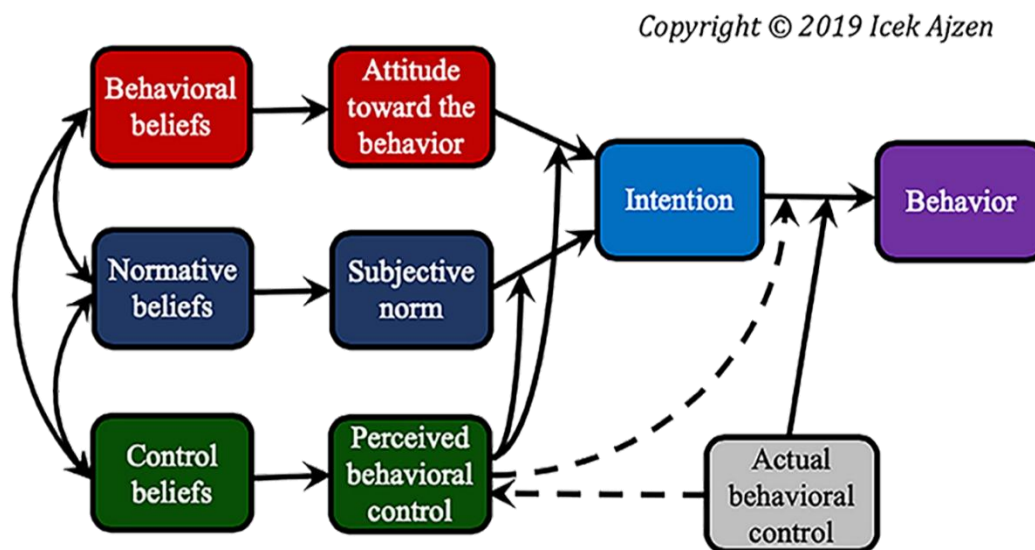 Copyright © 2019 Icek Ajzen
Behavioral
beliefs
Attitude
toward the
behavior
Intention
Behavior
Normative
beliefs
Subjective
norm
Control
beliefs
Perceived
behavioral
control
Actual
behavioral
control